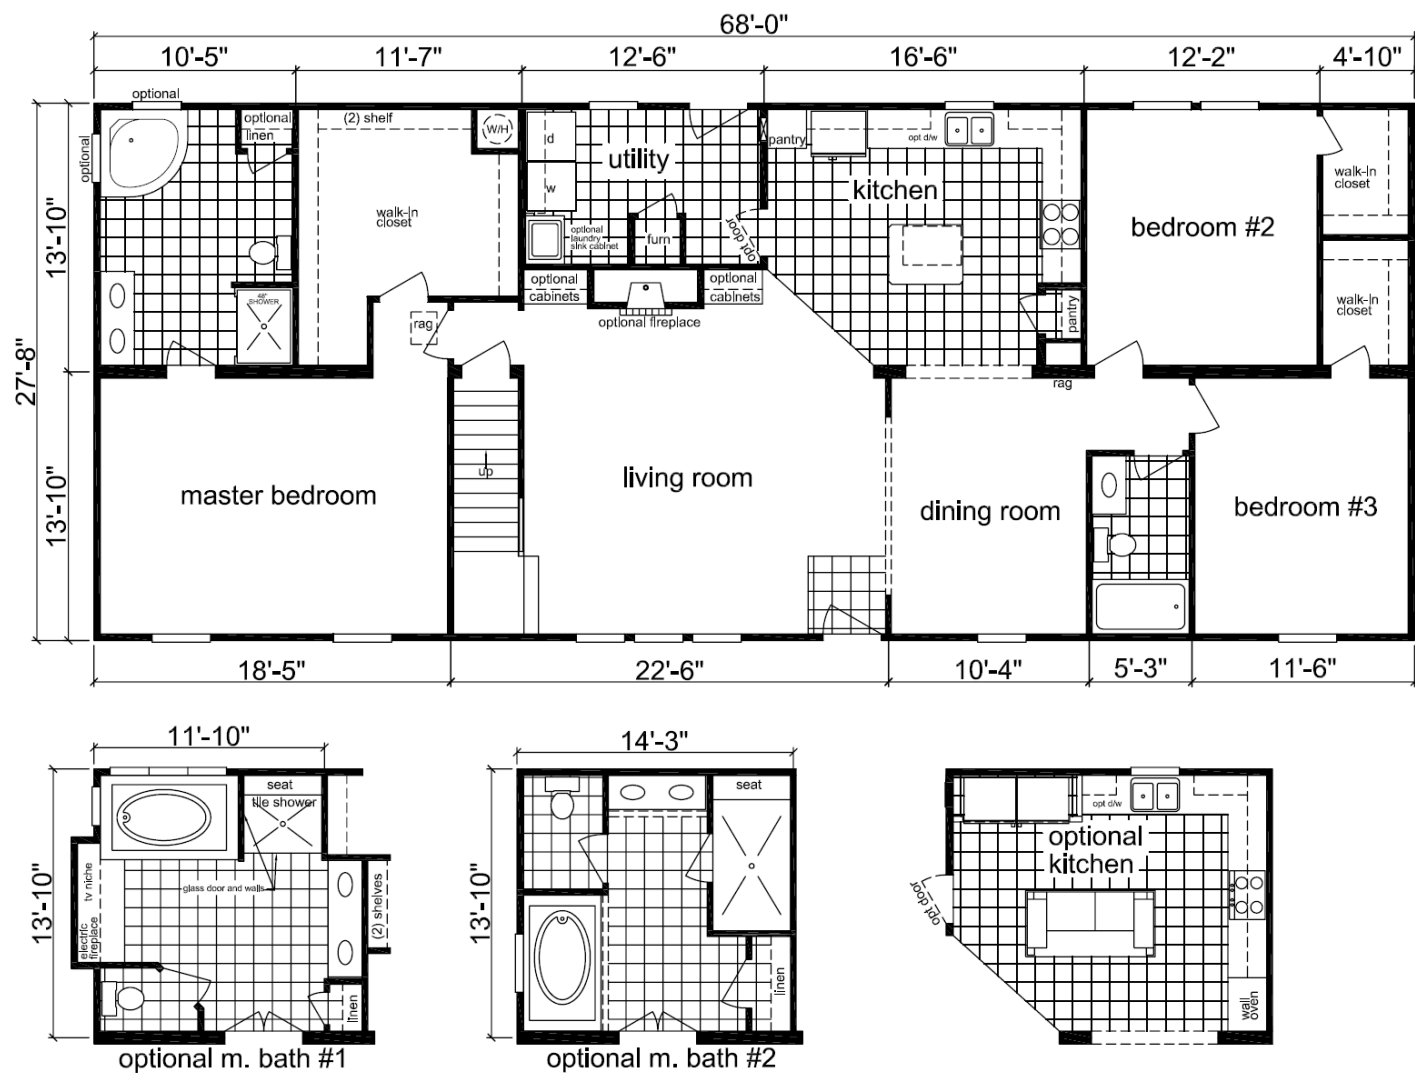 68'-0"
10'-5"
11'-7"
12'-6"
16'-6"
12'-2"
4'-10"
optional
optional
optional
linen
(2) shelf
W/H
d
w
utility
pantry
opt d/w
kitchen
walk-In
closet
bedroom #2
walk-In
closet
13'-10"
27'-8"
13'-10"
optional
laundry
sink cabinet
furn
opt door
48"
SHOWER
optional
cabinets
optional
cabinets
optional fireplace
rag
pantry
walk-In
closet
rag
master bedroom
up
living room
dining room
bedroom #3
18'-5"
22'-6"
10'-4"
5'-3"
11'-6"
11'-10"
13'-10"
seat
tile shower
tv niche
glass door and walls
electric
fireplace
(2) shelves
linen
optional m. bath #1
14'-3"
13'-10"
seat
linen
optional m. bath #2
opt d/w
optional
kitchen
opt door
wall
oven